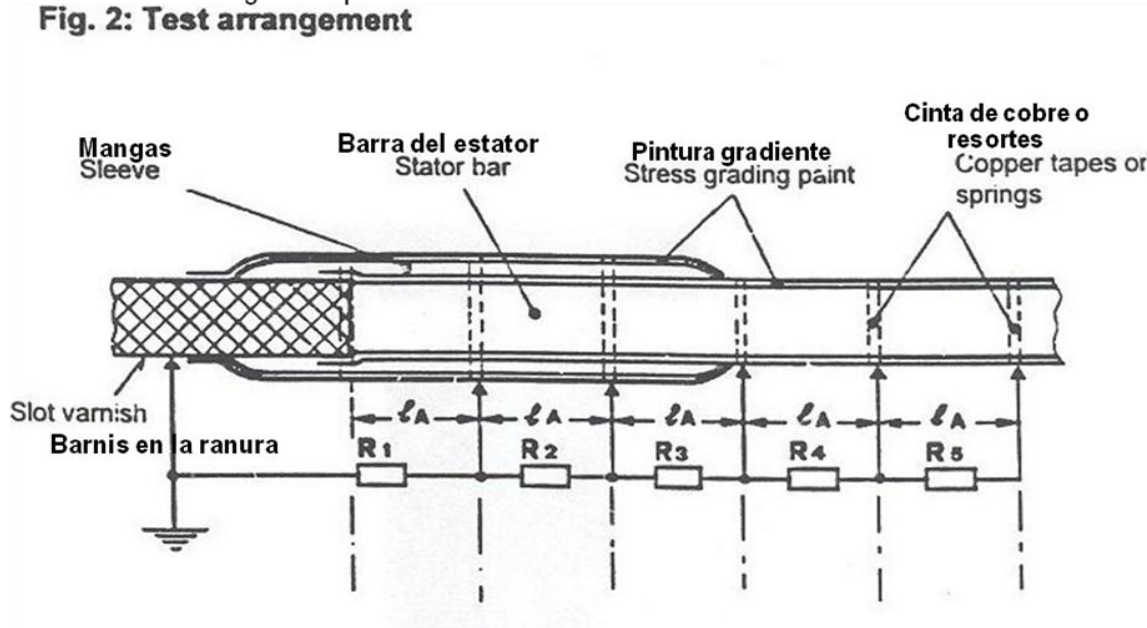 Fig. 2: Test arrangement
Cinta de cobre o
resortes
Copper tapes or
springs
Mangas
Sleeve
Barra del estator
Stator bar
Pintura gradiente
Stress grading paint
Slot varnish
Barnis en la ranura
ℓA ℓA ℓA ℓA ℓA
R1 R2 R3 R4 R5